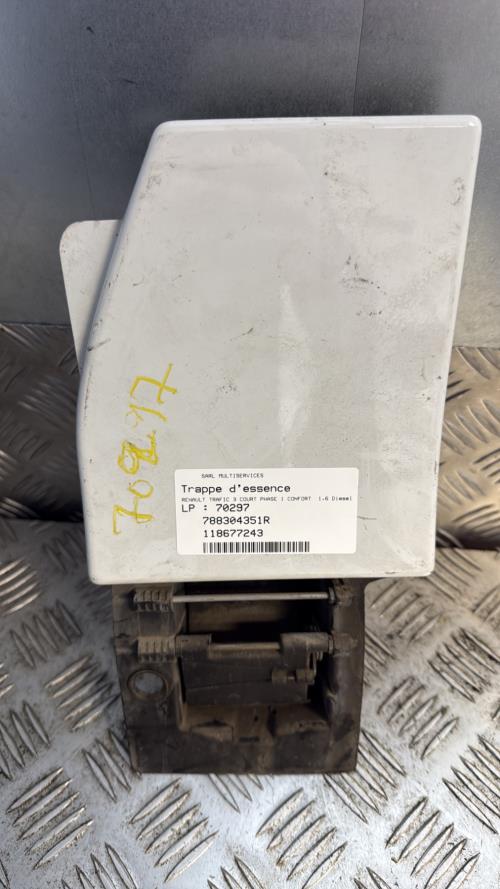 70297
SARL MULTISERVICES
Trappe d'essence
RENAULT TRAFIC 3 COURT PHASE 1 CONFORT 1.6 Diesel
LP : 70297
788304351R
118677243